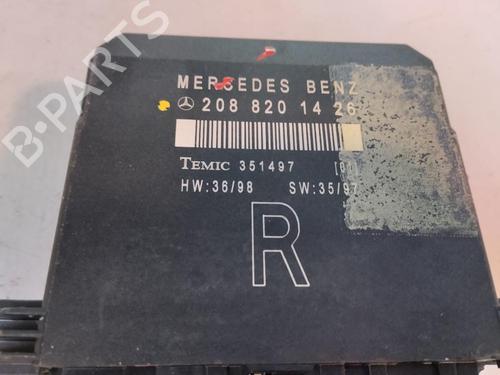 MERCEDES BENZ
208 820 14 26
TEMIC 351497
HW:36/98 SW:35/97
R
B-PARTS